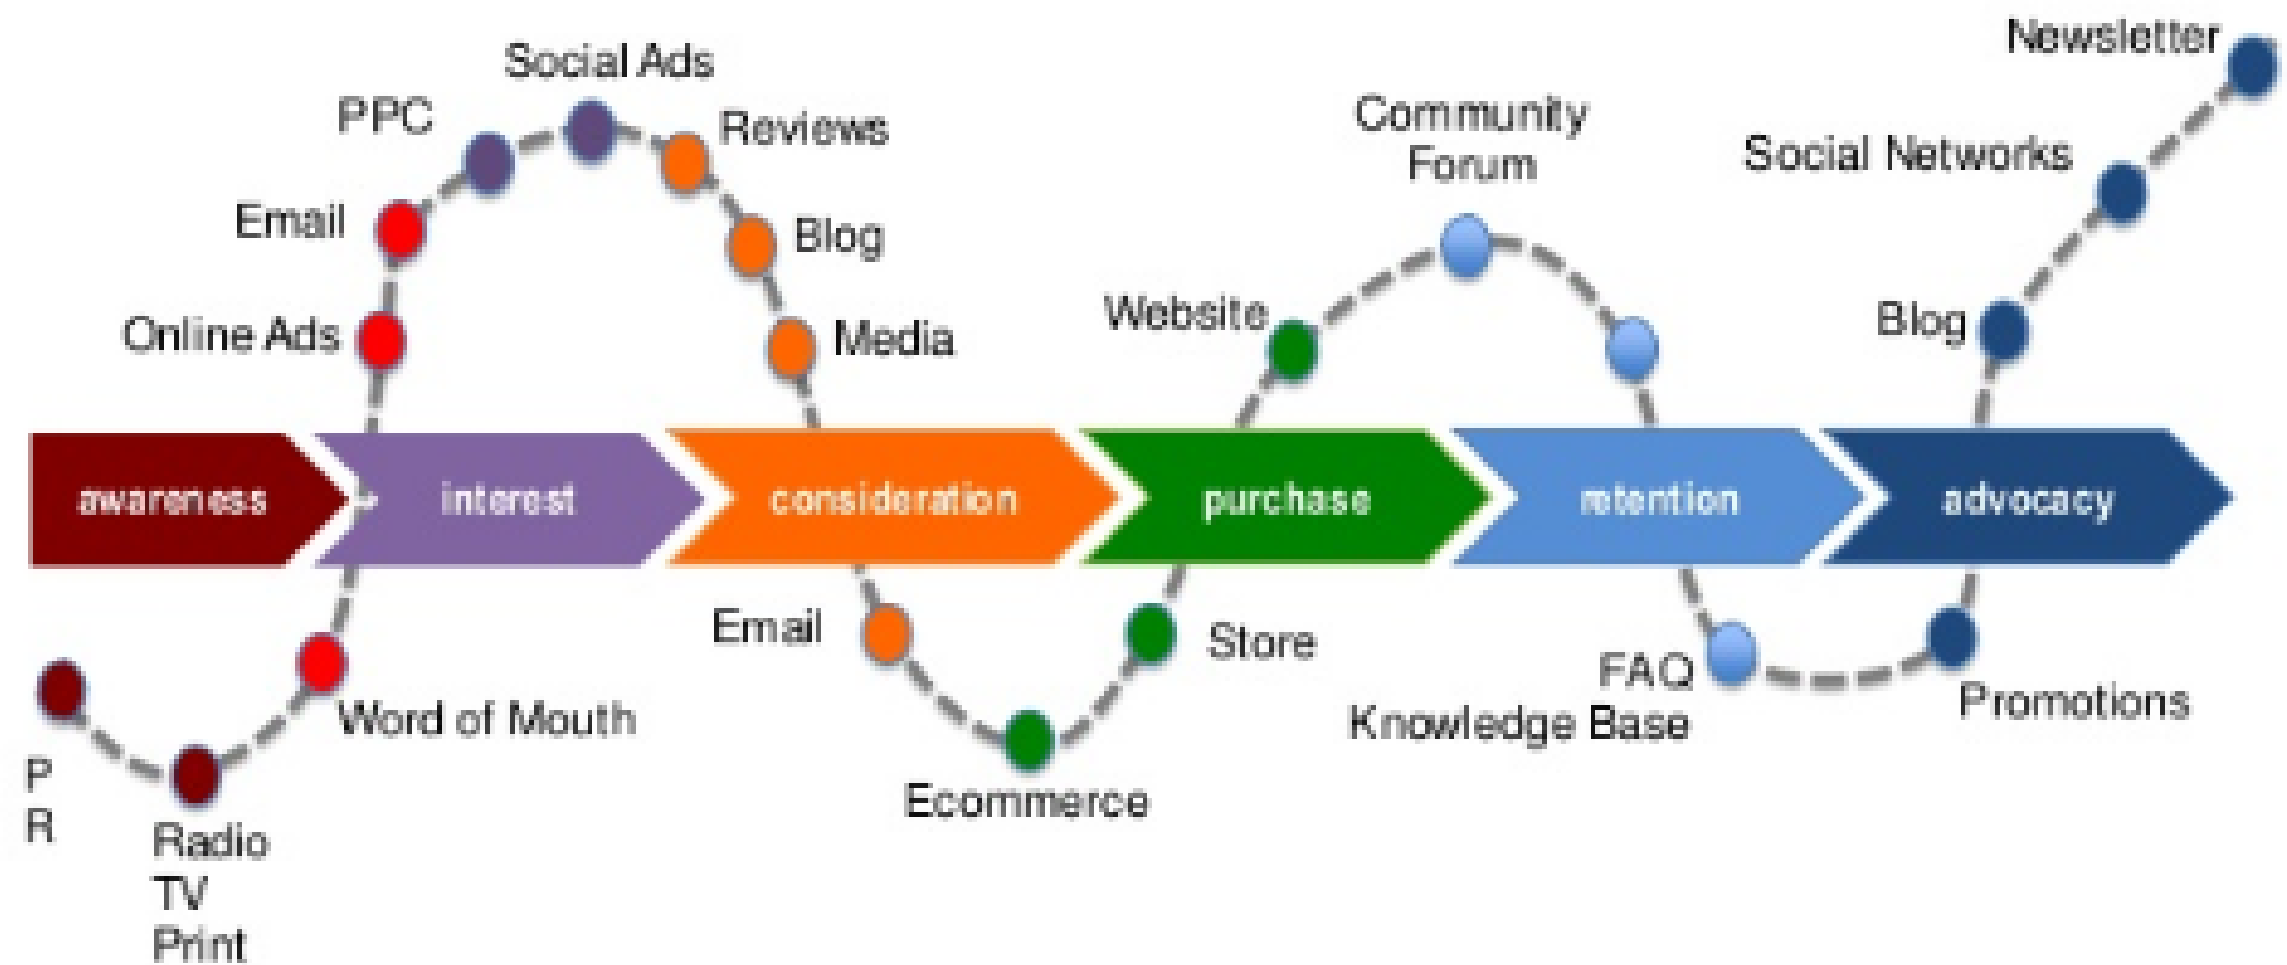 Newsletter
Social Ads
PPC
Reviews
Community
Forum
Social Networks
Email
Blog
Website
Blog
Online Ads
Media
awareness
interest
consideration
purchase
retention
advocacy
Email
Store
FAQ
Knowledge Base
Promotions
Word of Mouth
P
R
Ecommerce
Radio
TV
Print